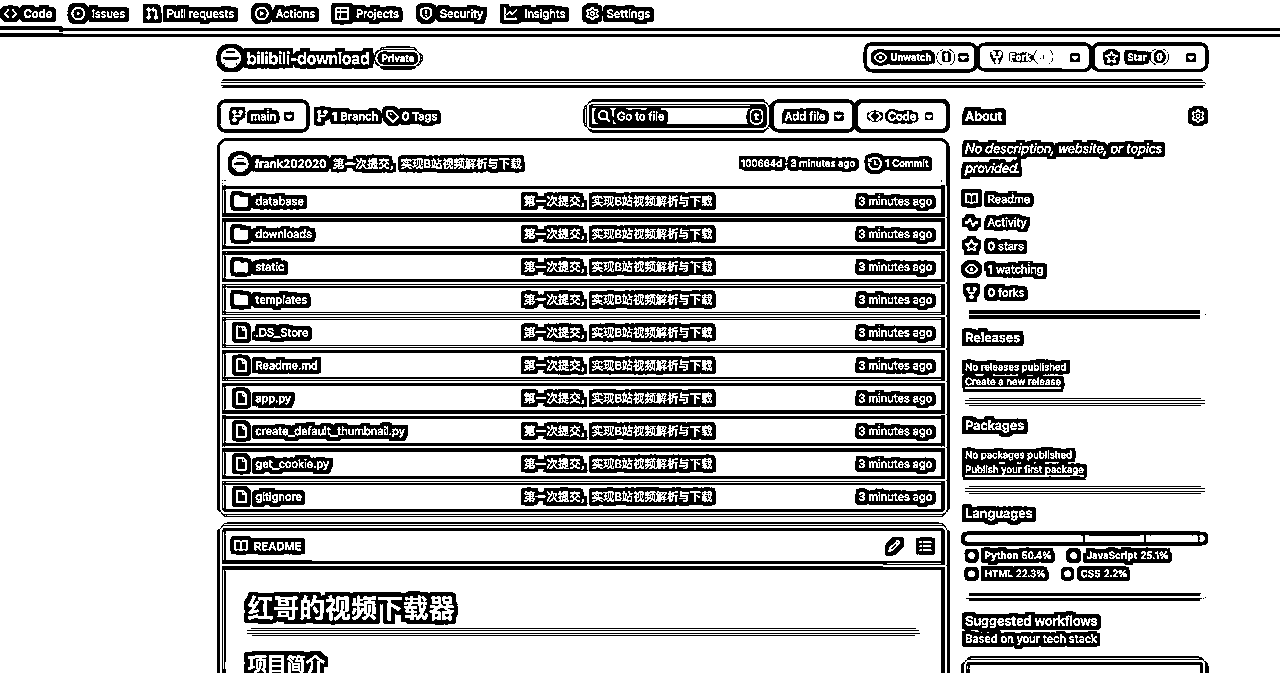 Code Issues Pull requests Actions Projects Security Insights Settings
bilibili-download Private
Unwatch 1 Fork Star 0
main 1 Branch 0 Tags Go to file t Add file Code
frank202020 第一次提交，实现B站视频解析与下载 100664d · 3 minutes ago 1 Commit
database 第一次提交，实现B站视频解析与下载 3 minutes ago
downloads 第一次提交，实现B站视频解析与下载 3 minutes ago
static 第一次提交，实现B站视频解析与下载 3 minutes ago
templates 第一次提交，实现B站视频解析与下载 3 minutes ago
.DS_Store 第一次提交，实现B站视频解析与下载 3 minutes ago
Readme.md 第一次提交，实现B站视频解析与下载 3 minutes ago
app.py 第一次提交，实现B站视频解析与下载 3 minutes ago
create_default_thumbnail.py 第一次提交，实现B站视频解析与下载 3 minutes ago
get_cookie.py 第一次提交，实现B站视频解析与下载 3 minutes ago
gitignore 第一次提交，实现B站视频解析与下载 3 minutes ago
README
红哥的视频下载器
项目简介
About
No description, website, or topics
provided.
Readme
Activity
0 stars
1 watching
0 forks
Releases
No releases published
Create a new release
Packages
No packages published
Publish your first package
Languages
Python 50.4% JavaScript 25.1%
HTML 22.3% CSS 2.2%
Suggested workflows
Based on your tech stack